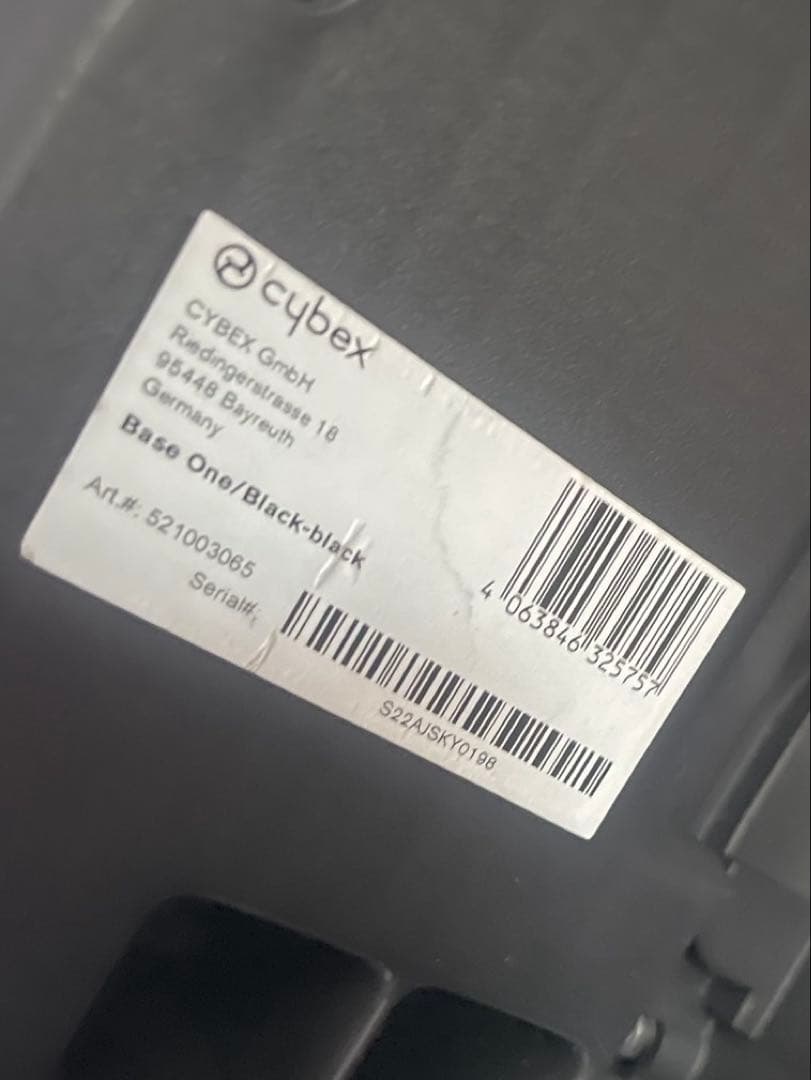 cybex
CYBEX GmbH
Riedingerstrasse 18
95448 Bayreuth
Germany
Base One/Black-black
Art.#: 521003065
Serial#:
4 063846 325757
S22AJSKY0198